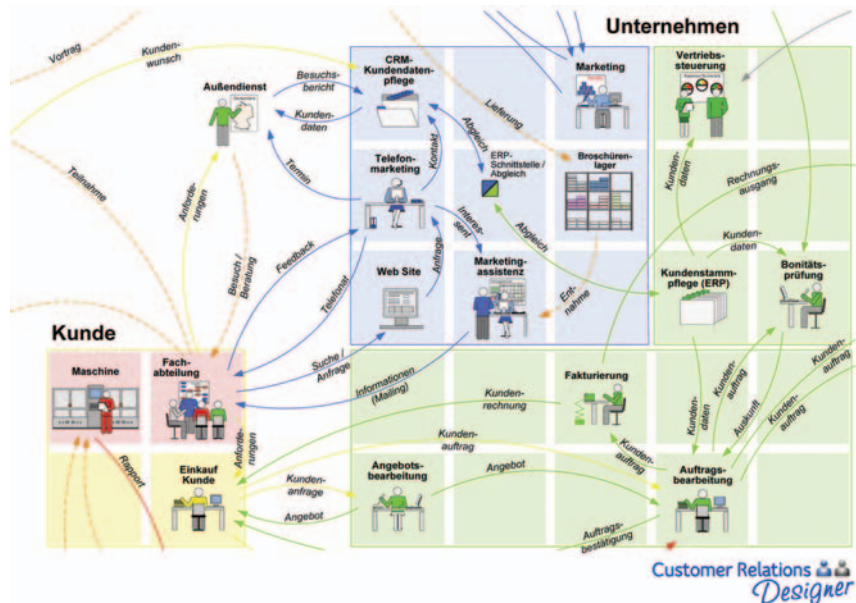 Unternehmen
Vortrag
Kunden-
wunsch
Außendienst
Besuchs-
bericht
Kunden-
daten
CRM-
Kundendaten-
pflege
Marketing
Vertriebs-
steuerung
Lieferung
Abgleich
Kontakt
Telefon-
marketing
ERP-
Schnittstelle /
Abgleich
Broschüren-
lager
Kunden-
daten
Rechnungs-
ausgang
Teilnahme
Termin
Anforde-
rungen
Feedback
Besuch /
Beratung
Telefonat
Interes-
sent
Anfrage
Abgleich
Kunden-
daten
Web Site
Marketing-
assistenz
Ent-
nahme
Kundenstamm-
pflege (ERP)
Bonitäts-
prüfung
Kunde
Maschine
Fach-
abteilung
Suche /
Anfrage
Informationen
(Mailing)
Fakturierung
Kunden-
rechnung
Kunden-
daten
Kunden-
auftrag
Auskunft
Kunden-
auftrag
Kunden-
auftrag
Rapport
Anforde-
rungen
Kunden-
auftrag
Kunden-
auftrag
Einkauf
Kunde
Kunden-
anfrage
Angebot
Angebots-
bearbeitung
Angebot
Auftrags-
bearbeitung
Auftrags-
bestätigung
Customer Relations
Designer